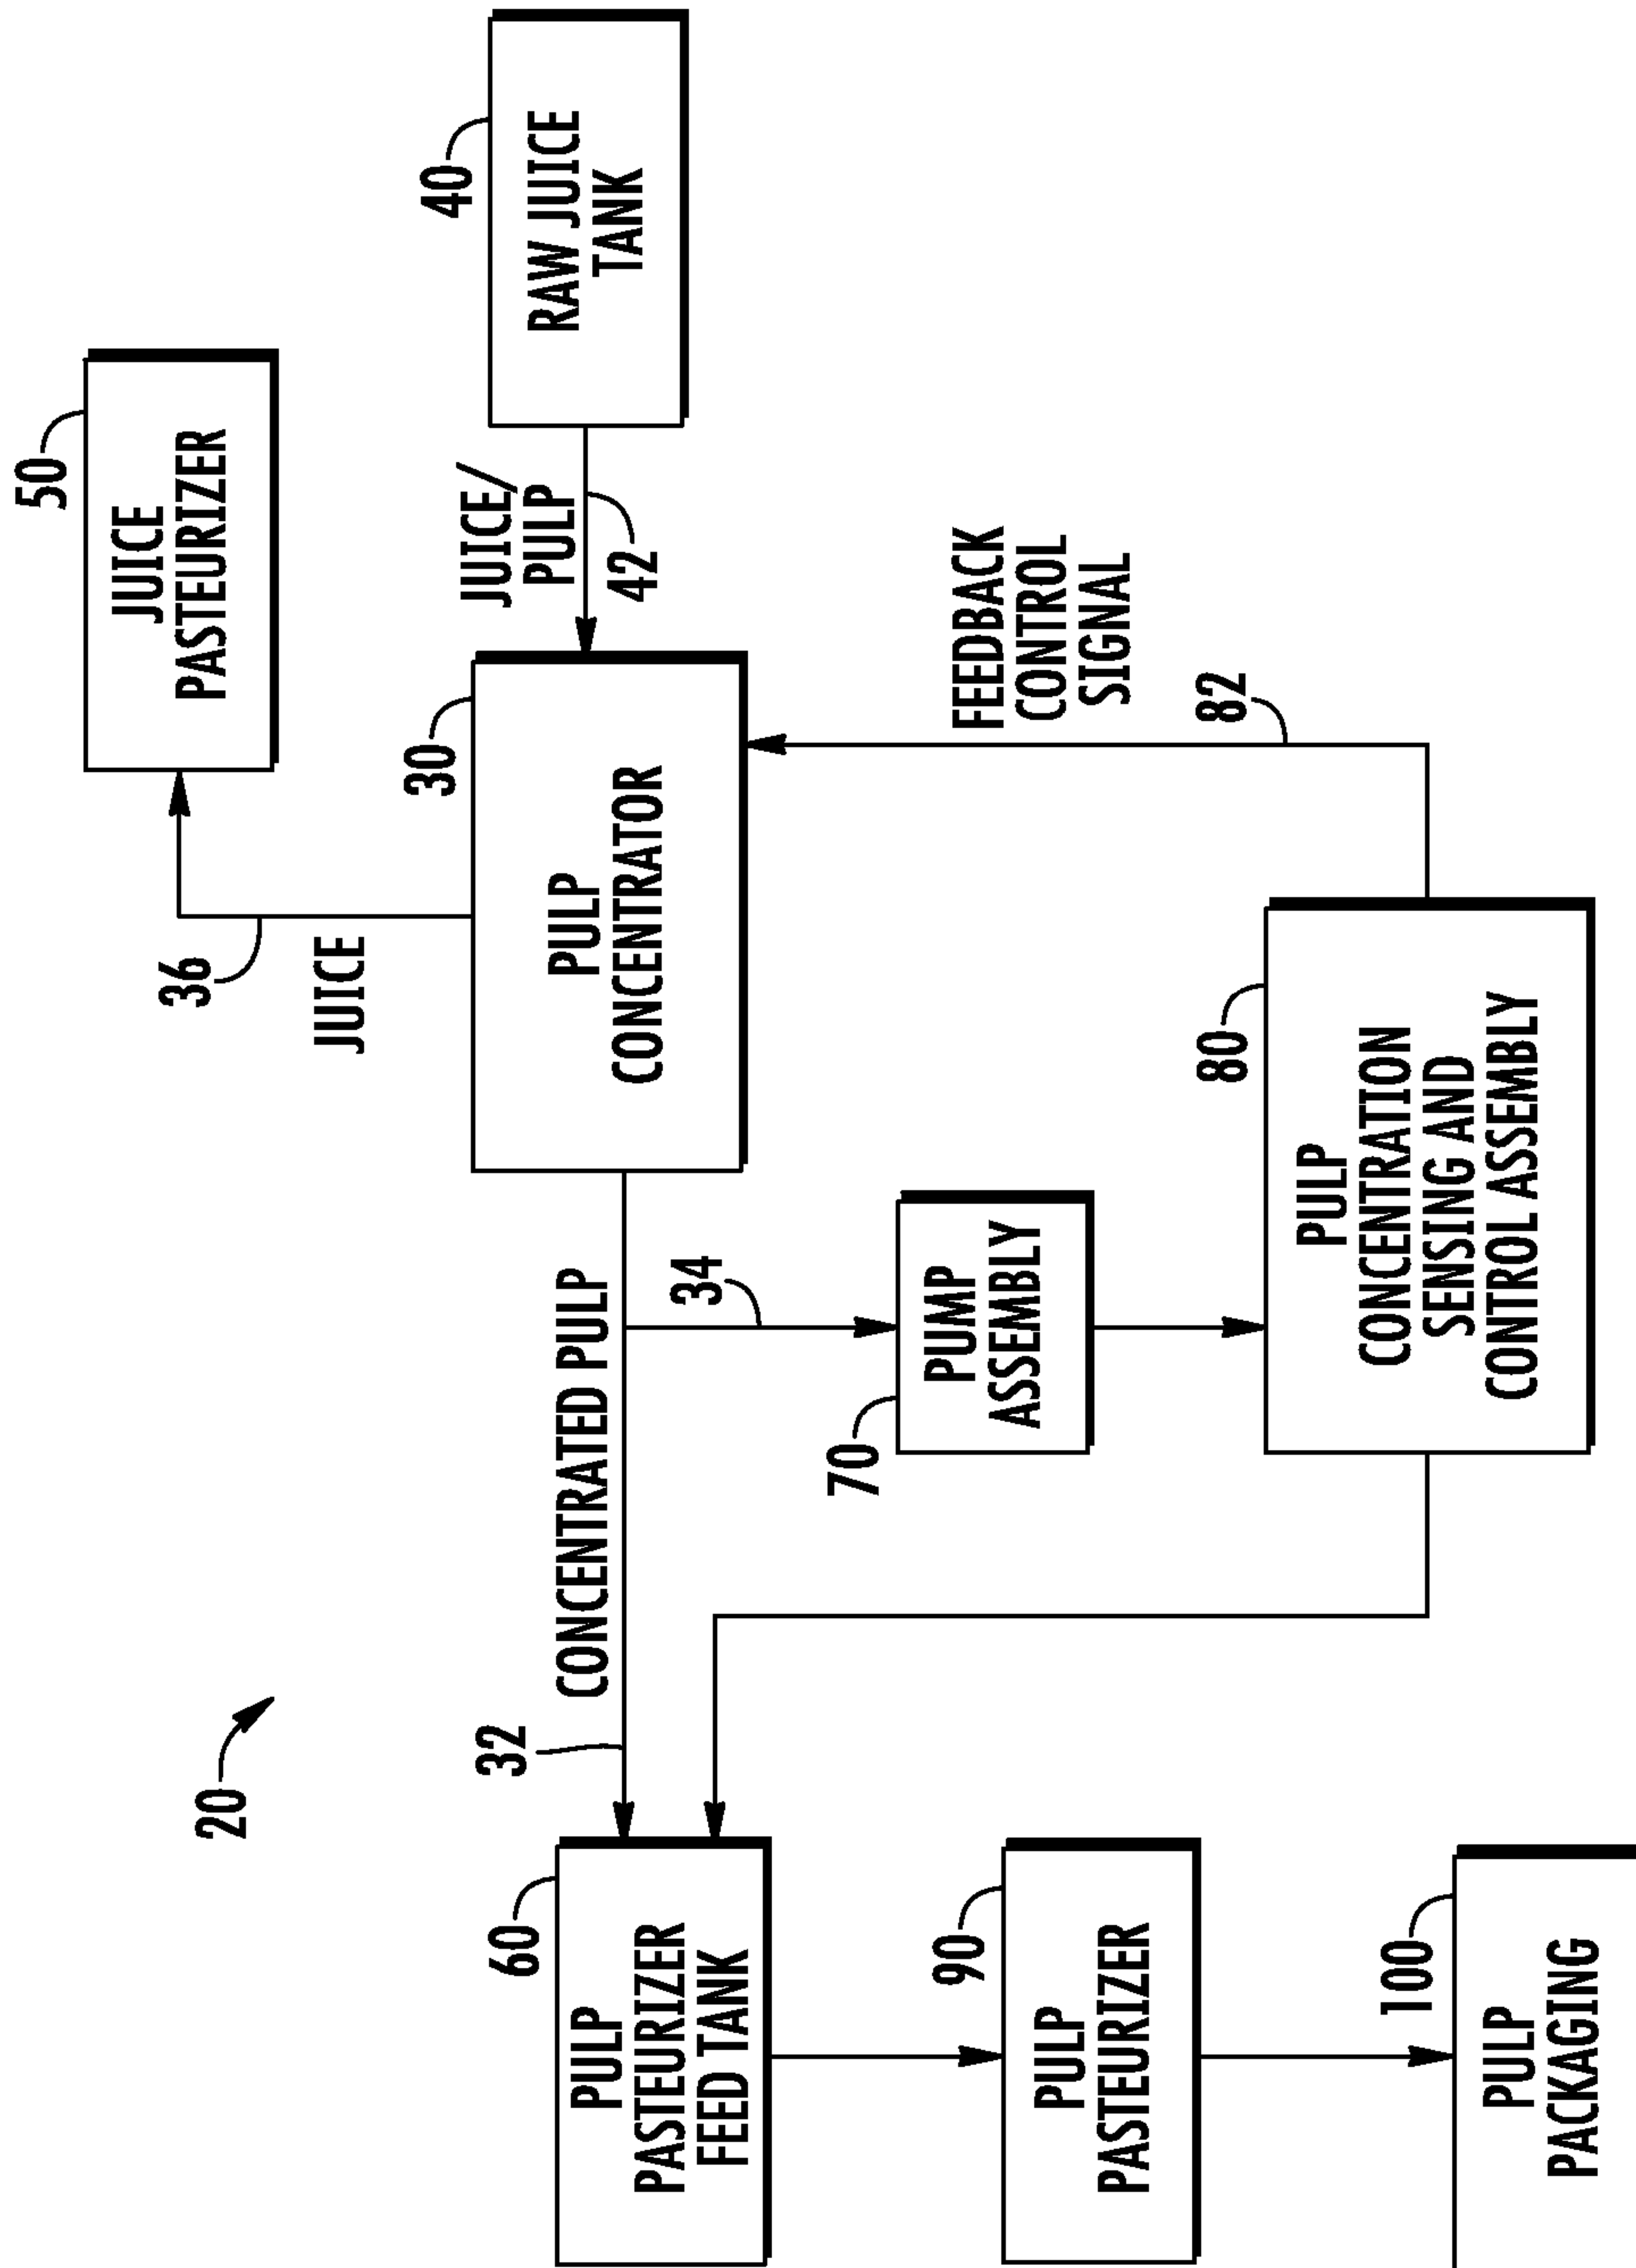 20
50
JUICE
PASTEURIZER
36
JUICE
40
RAW JUICE
TANK
JUICE/
PULP
42
30
PULP
CONCENTRATOR
CONCENTRATED PULP
32
34
60
PULP
PASTEURIZER
FEED TANK
70
PUMP
ASSEMBLY
FEEDBACK
CONTROL
SIGNAL
82
80
PULP
CONCENTRATION
SENSING AND
CONTROL ASSEMBLY
90
PULP
PASTEURIZER
100
PULP
PACKAGING